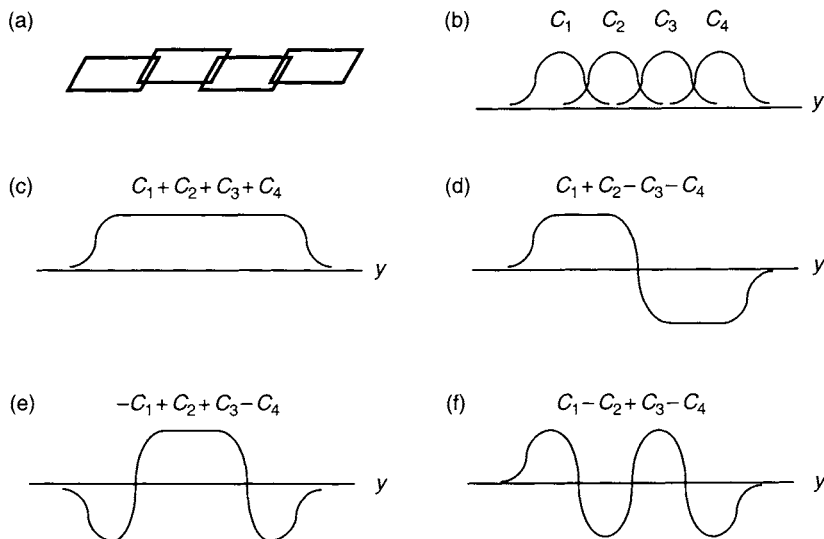 (a)
(b) C₁ C₂ C₃ C₄
y
(c) C₁ + C₂ + C₃ + C₄
y
(d) C₁ + C₂ − C₃ − C₄
y
(e) −C₁ + C₂ + C₃ − C₄
y
(f) C₁ − C₂ + C₃ − C₄
y